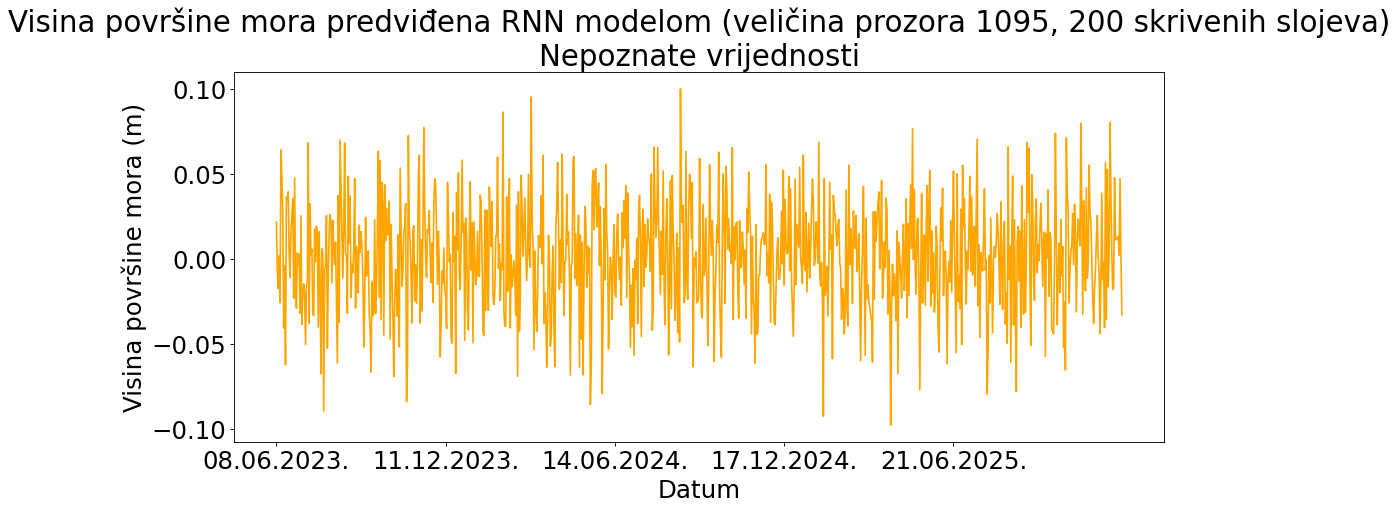 Visina površine mora predviđena RNN modelom (veličina prozora 1095, 200 skrivenih slojeva)
Nepoznate vrijednosti
Visina površine mora (m)
0.10
0.05
0.00
−0.05
−0.10
08.06.2023. 11.12.2023. 14.06.2024. 17.12.2024. 21.06.2025.
Datum